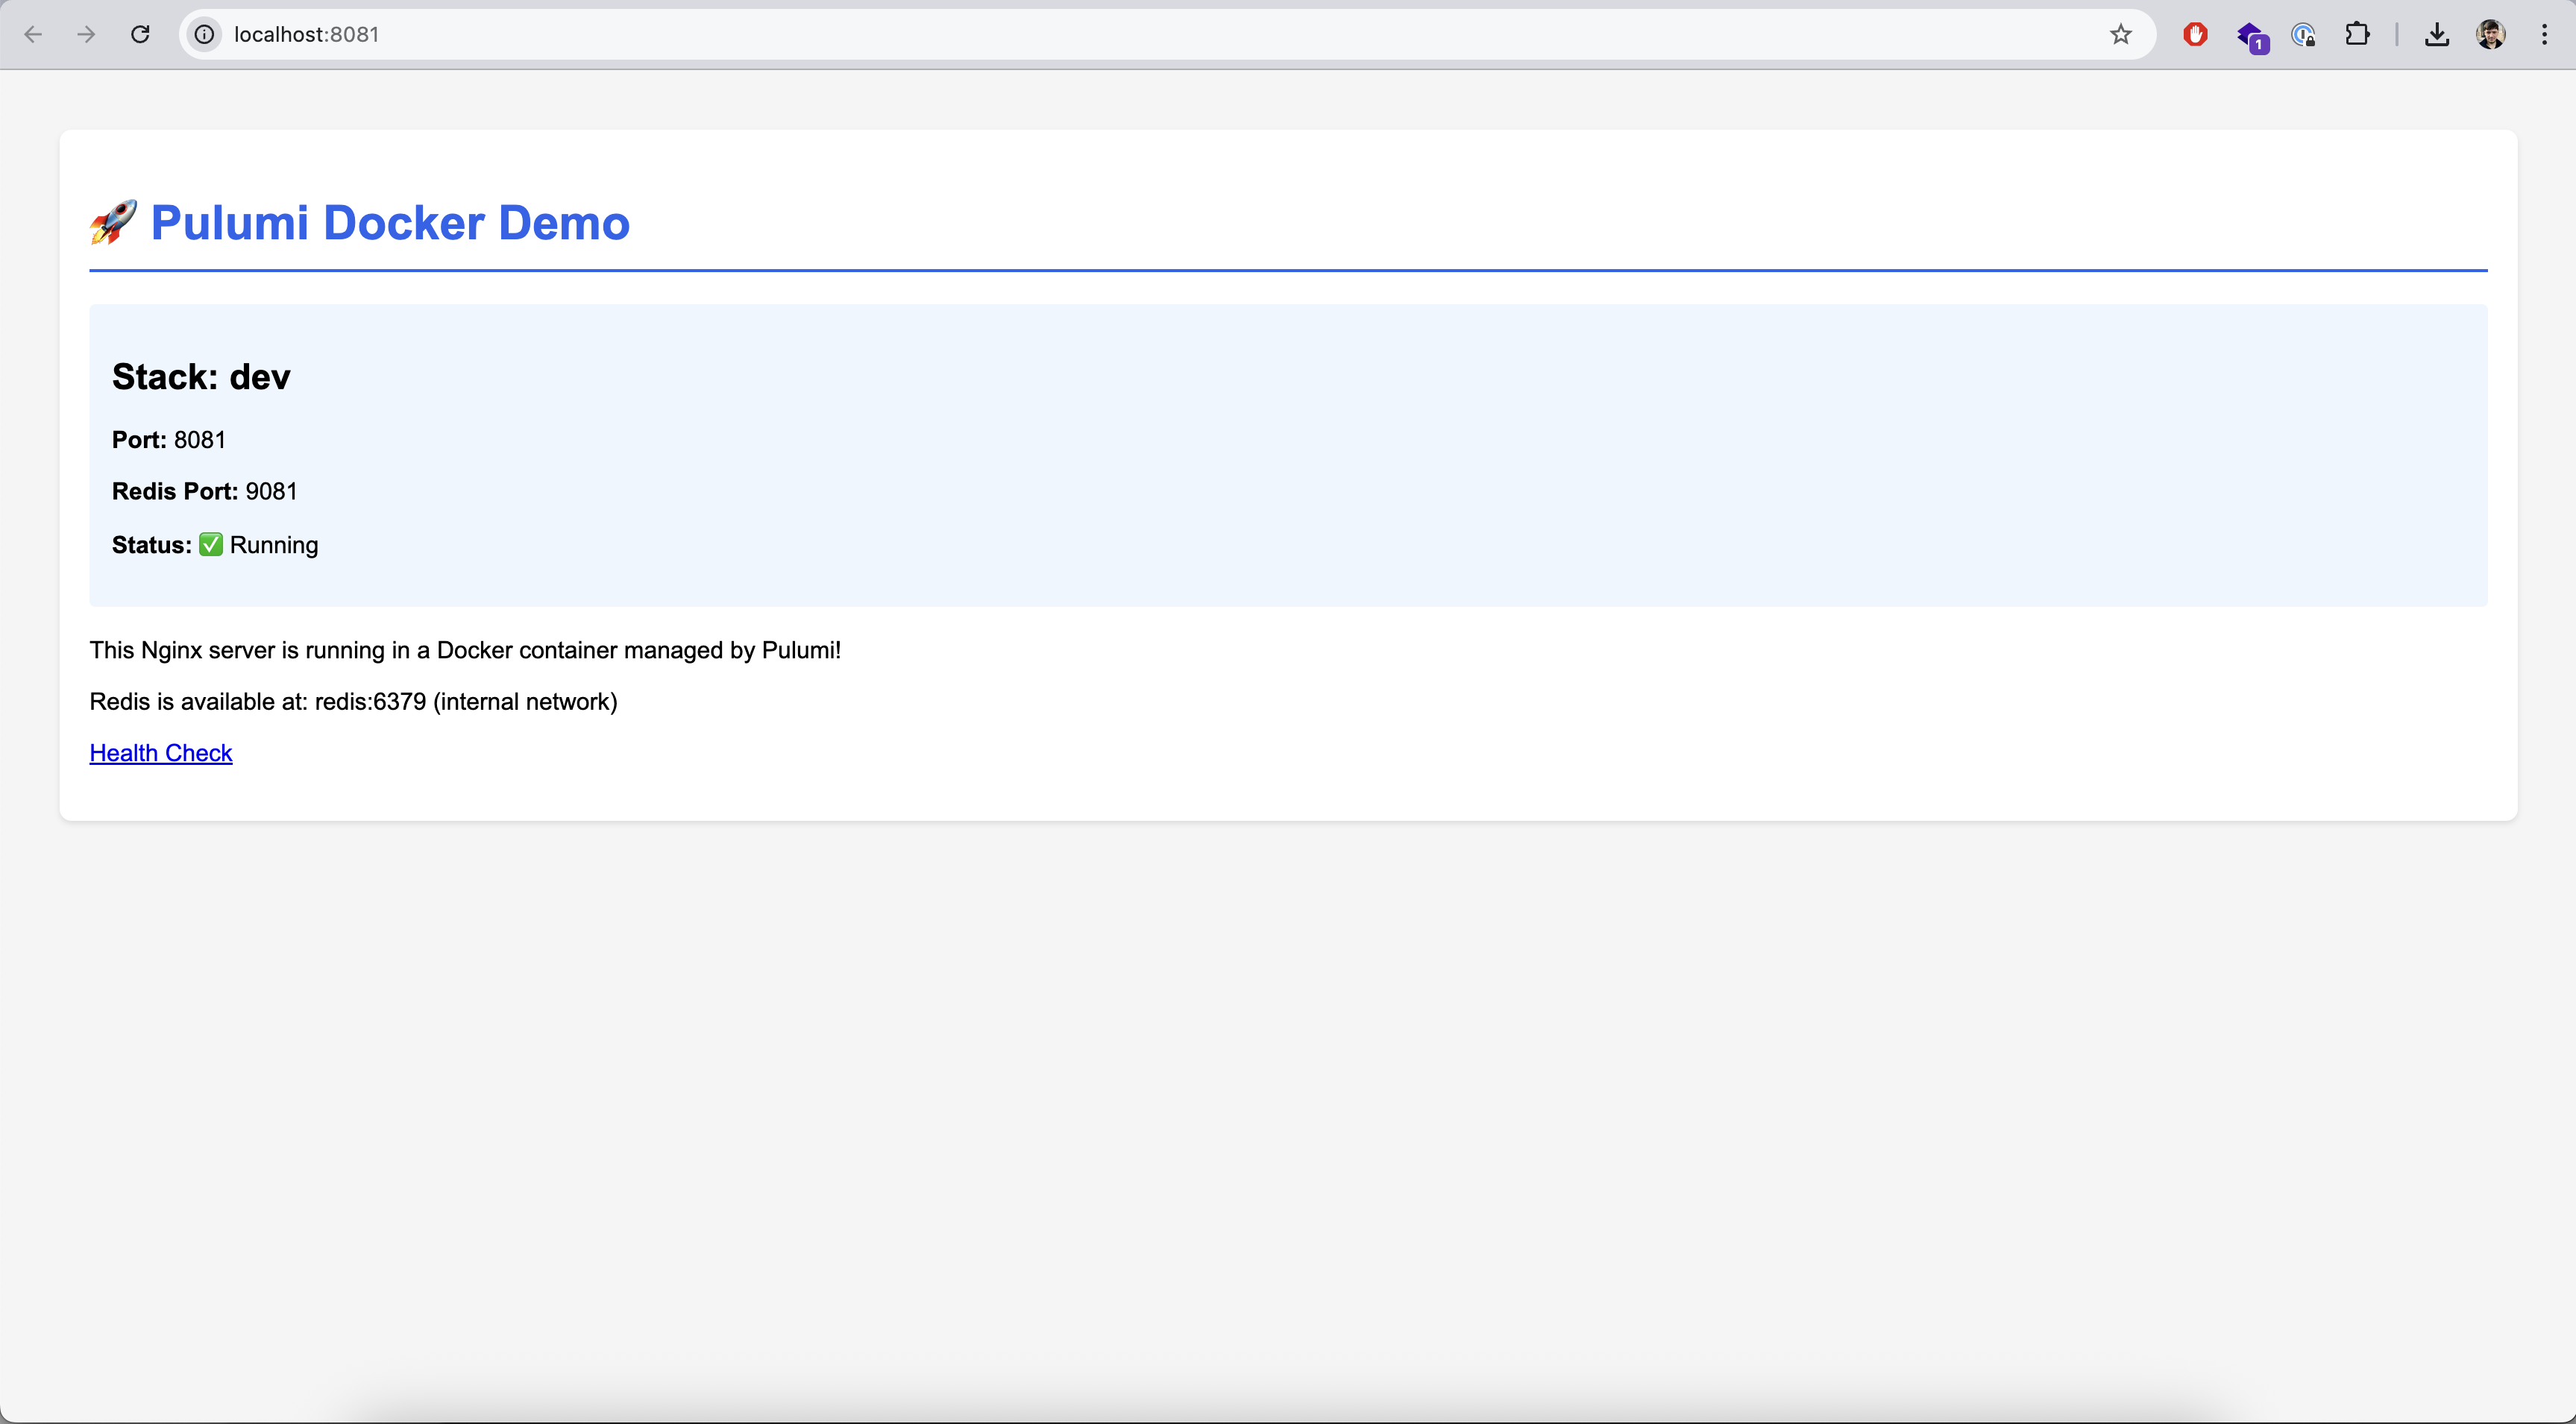 localhost:8081
1
🚀 Pulumi Docker Demo
Stack: dev
Port: 8081
Redis Port: 9081
Status: ✅ Running
This Nginx server is running in a Docker container managed by Pulumi!
Redis is available at: redis:6379 (internal network)
Health Check